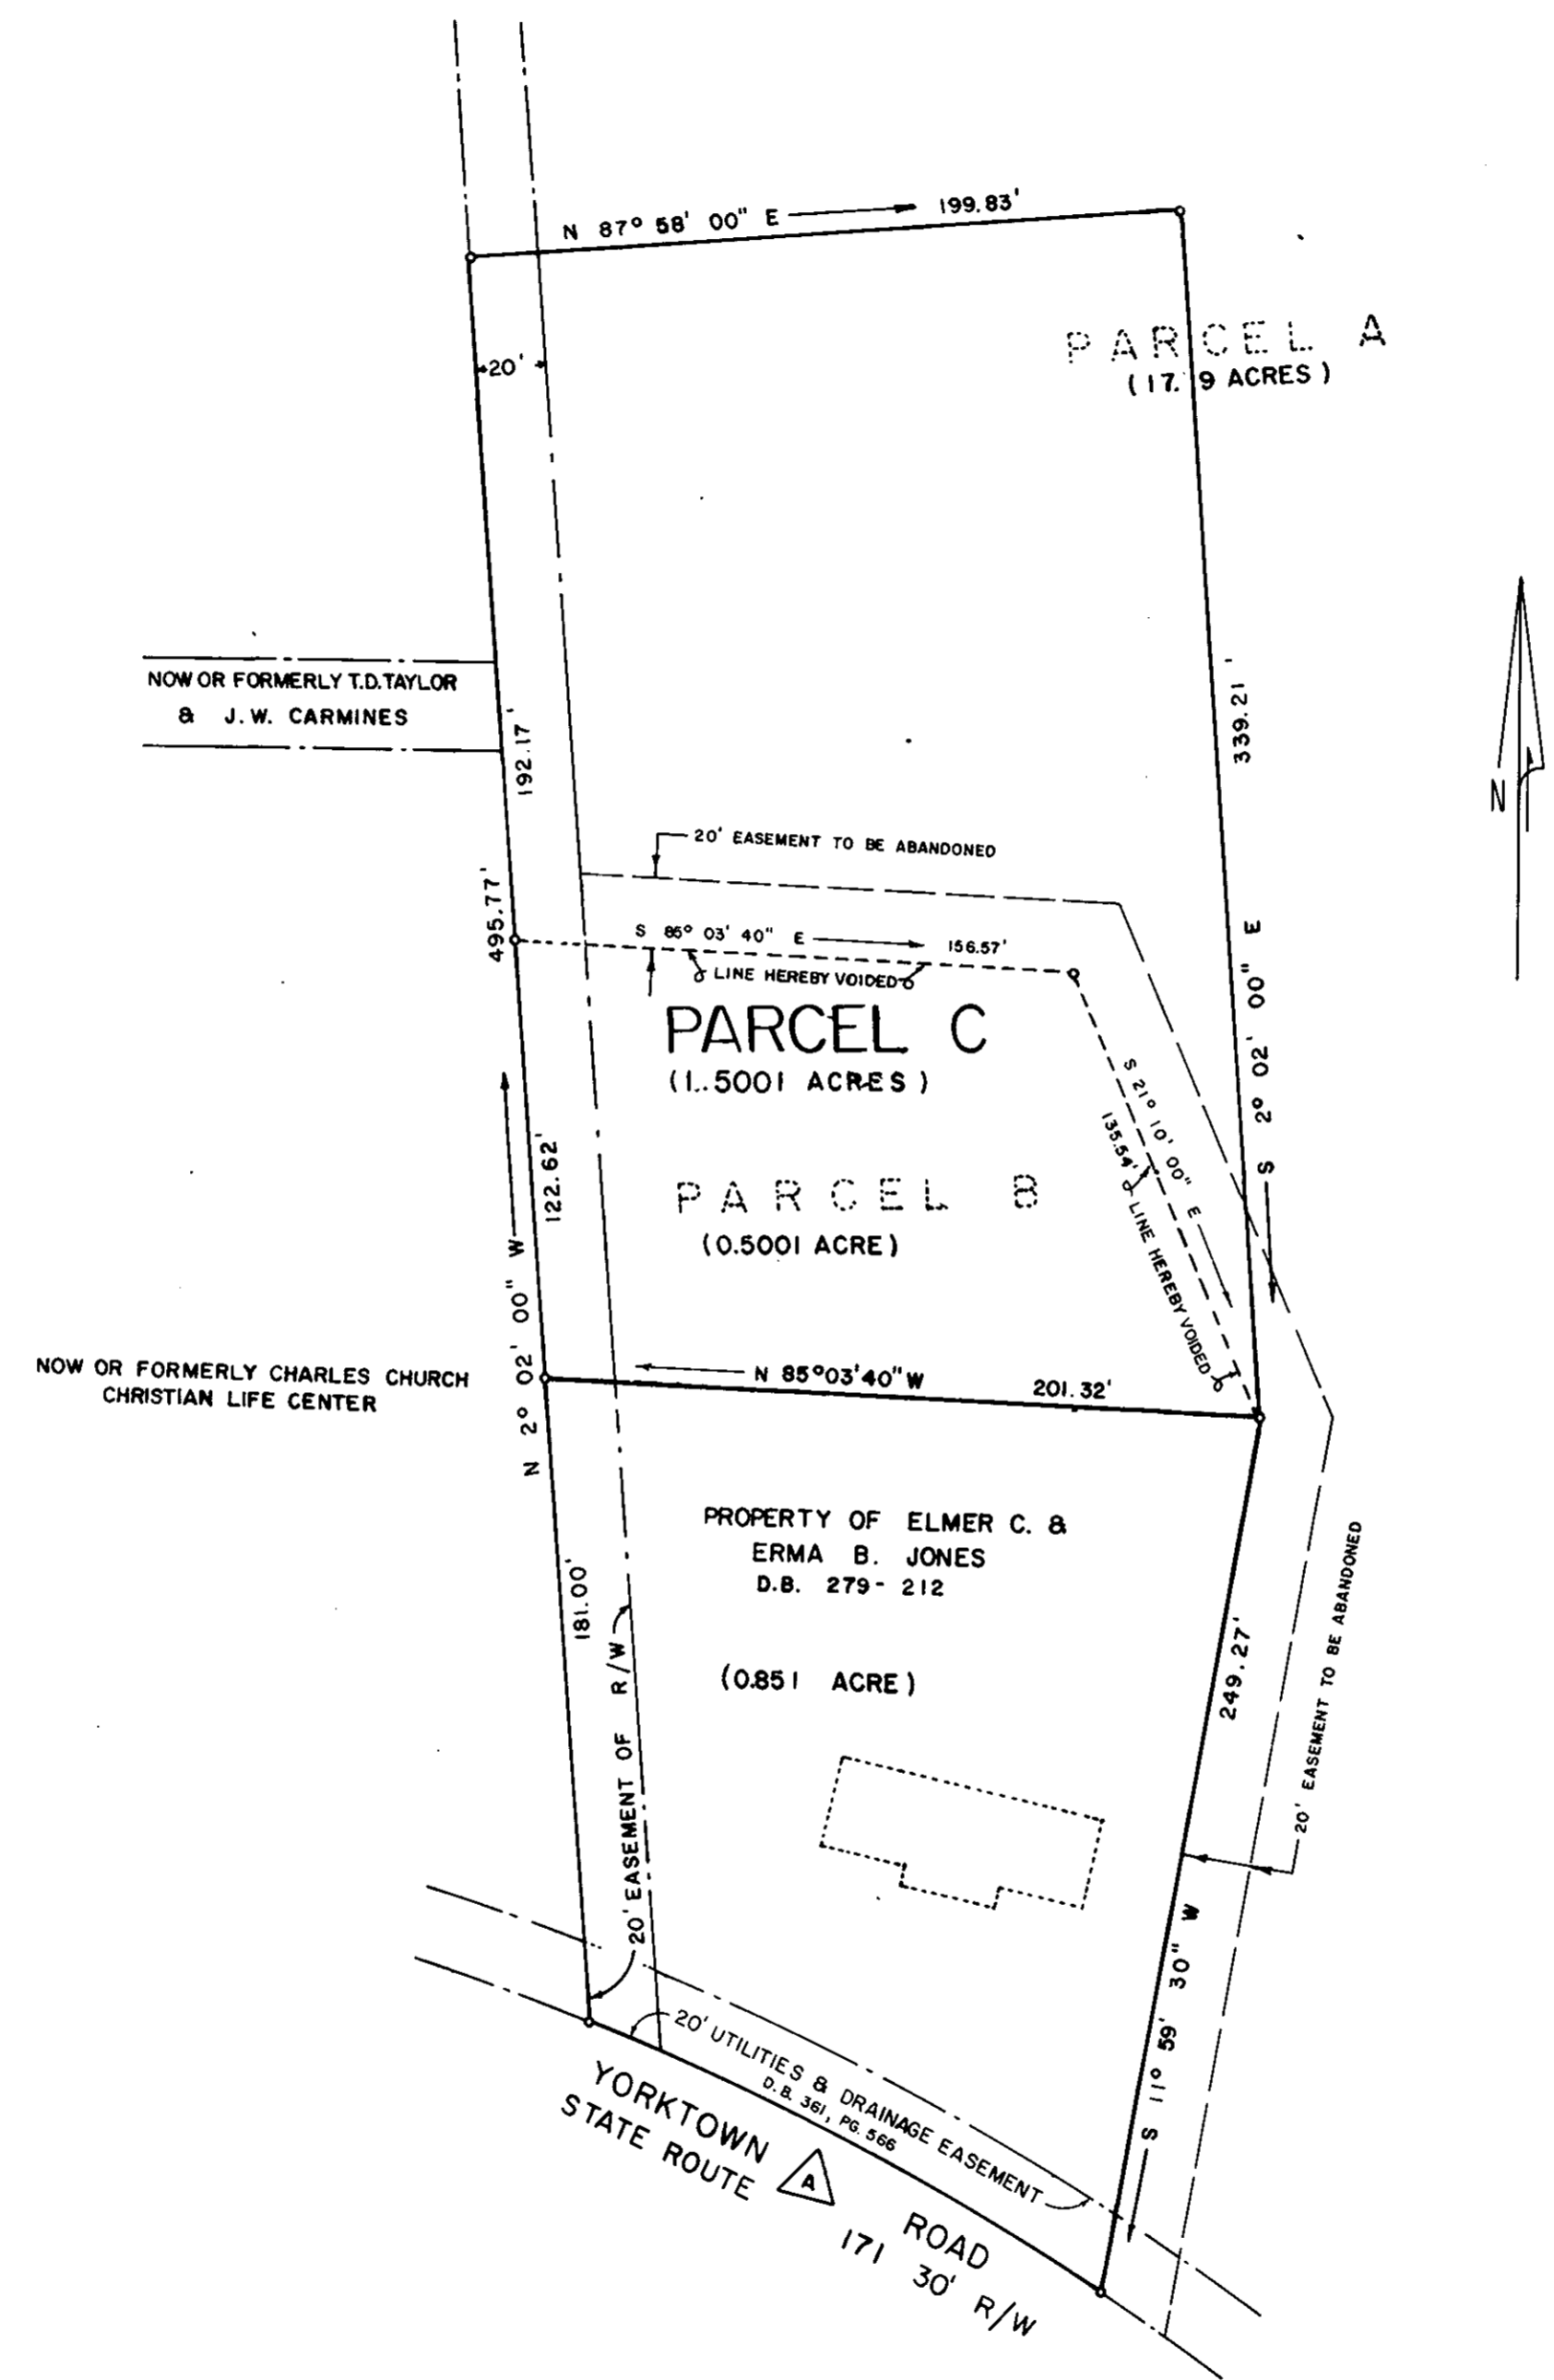 N 87° 58' 00" E 199.83'
PARCEL A
(17. 9 ACRES)
20'
NOW OR FORMERLY T.D. TAYLOR
& J.W. CARMINES
192.17'
339.21'
N
20' EASEMENT TO BE ABANDONED
495.77'
S 85° 03' 40" E 156.57'
LINE HEREBY VOIDED
PARCEL C
(1.5001 ACRES)
S 2° 02' 00" E
S 21° 10' 00" E
135.54'
LINE HEREBY VOIDED
122.62'
PARCEL B
(0.5001 ACRE)
N 2° 02' 00" W
NOW OR FORMERLY CHARLES CHURCH
CHRISTIAN LIFE CENTER
N 85°03'40" W 201.32'
PROPERTY OF ELMER C. &
ERMA B. JONES
D.B. 279- 212
(0.851 ACRE)
181.00'
20' EASEMENT OF R/W
249.27'
20' EASEMENT TO BE ABANDONED
S 11° 59' 30" W
20' UTILITIES & DRAINAGE EASEMENT
D.B. 361, PG. 566
YORKTOWN A ROAD
STATE ROUTE 171 30' R/W